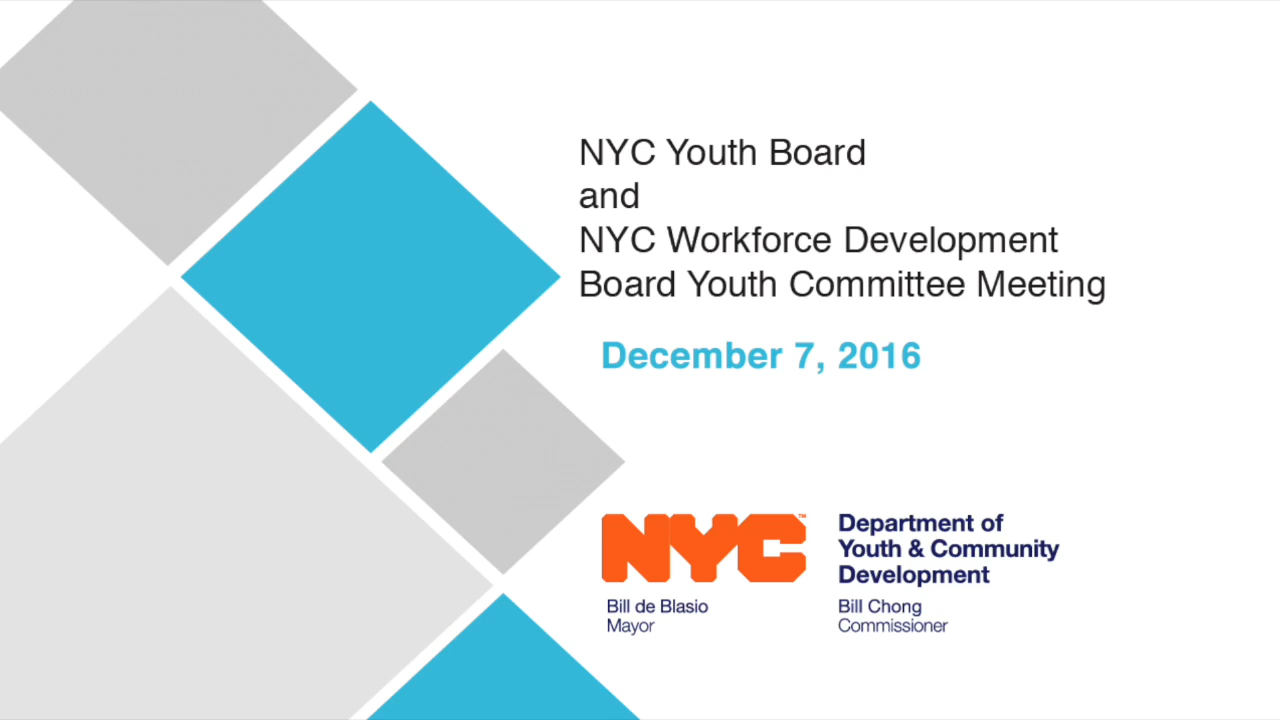 NYC Youth Board
and
NYC Workforce Development
Board Youth Committee Meeting
December 7, 2016
NYC™
Bill de Blasio
Mayor
Department of
Youth & Community
Development
Bill Chong
Commissioner